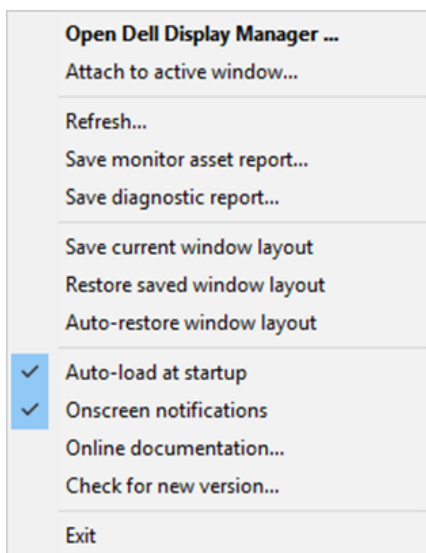 Open Dell Display Manager ...
Attach to active window...
Refresh...
Save monitor asset report...
Save diagnostic report...
Save current window layout
Restore saved window layout
Auto-restore window layout
Auto-load at startup
Onscreen notifications
Online documentation...
Check for new version...
Exit